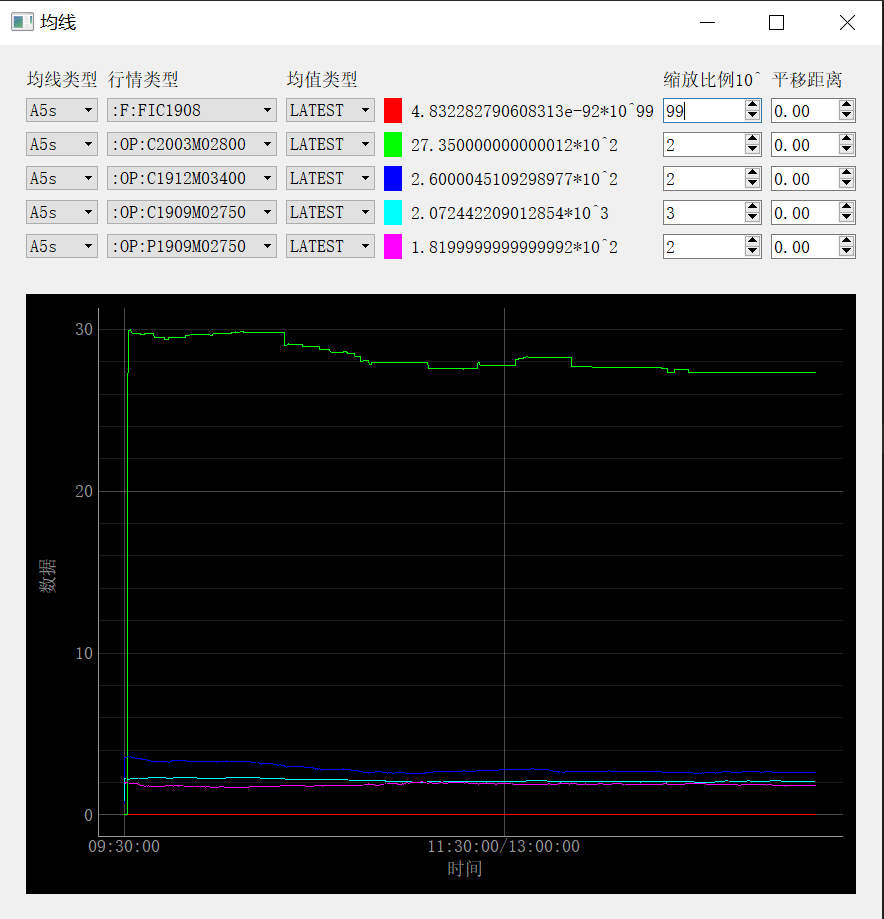 均线
均线类型 行情类型 均值类型 缩放比例10^ 平移距离
A5s :F:FIC1908 LATEST 4.832282790608313e-92*10^99 99 0.00
A5s :OP:C2003M02800 LATEST 27.350000000000012*10^2 2 0.00
A5s :OP:C1912M03400 LATEST 2.6000045109298977*10^2 2 0.00
A5s :OP:C1909M02750 LATEST 2.072442209012854*10^3 3 0.00
A5s :OP:P1909M02750 LATEST 1.8199999999999992*10^2 2 0.00
30
20
数据
10
0
09:30:00 11:30:00/13:00:00
时间